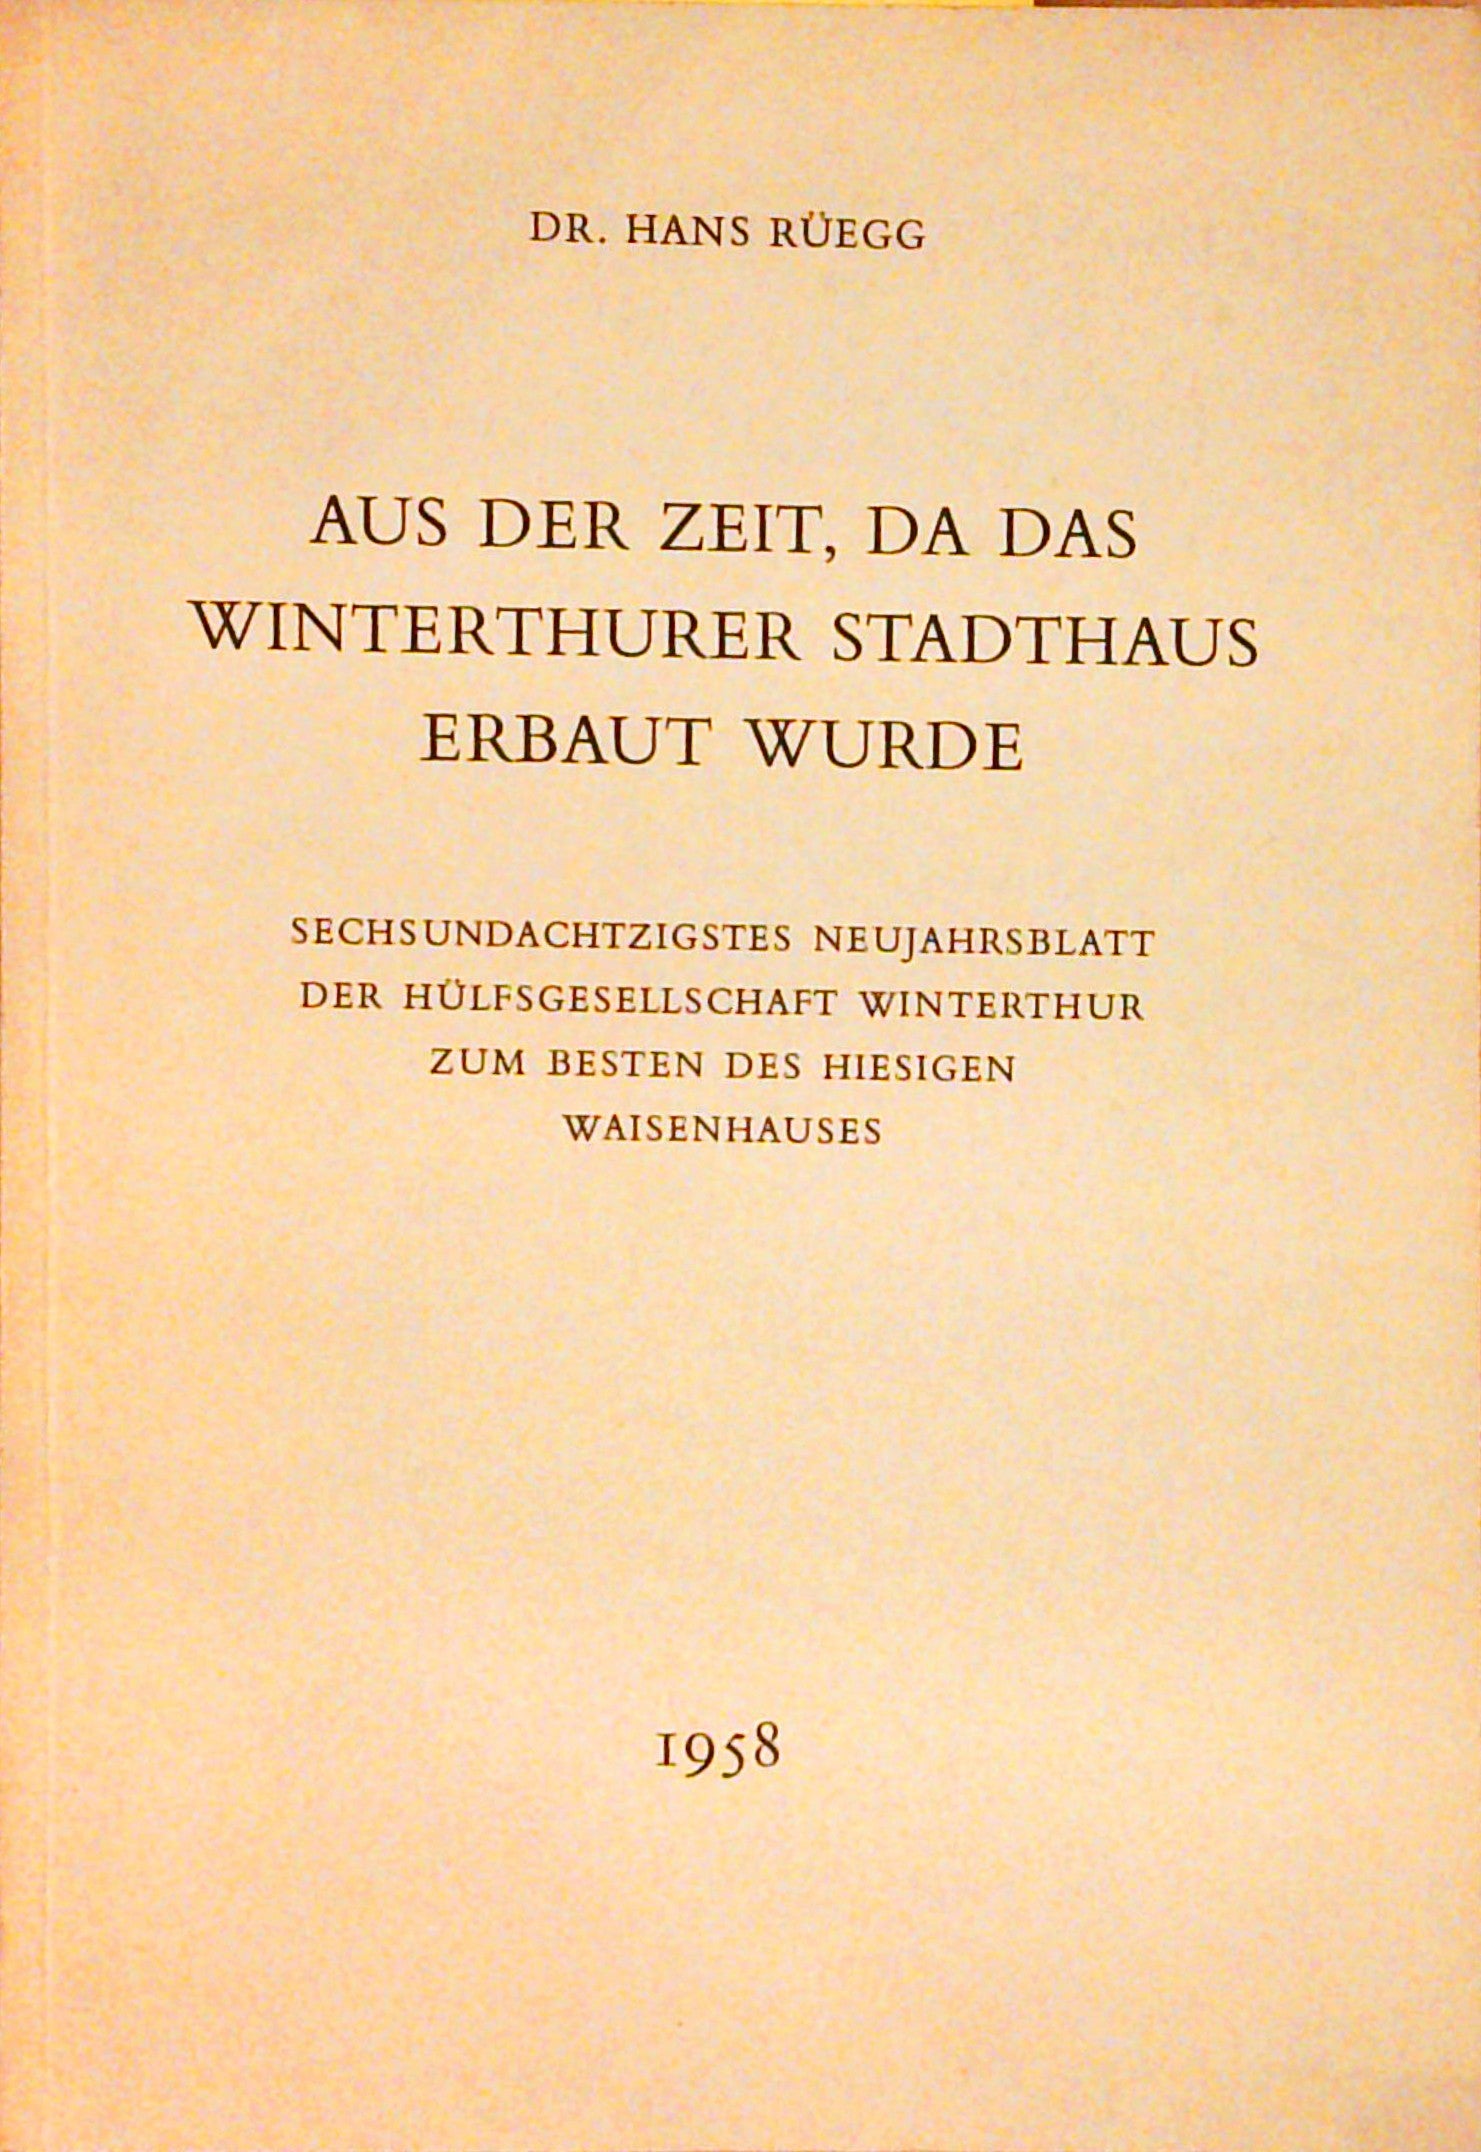 DR. HANS RÜEGG
AUS DER ZEIT, DA DAS
WINTERTHURER STADTHAUS
ERBAUT WURDE
SECHSUNDACHTZIGSTES NEUJAHRSBLATT
DER HÜLFSGESELLSCHAFT WINTERTHUR
ZUM BESTEN DES HIESIGEN
WAISENHAUSES
1958